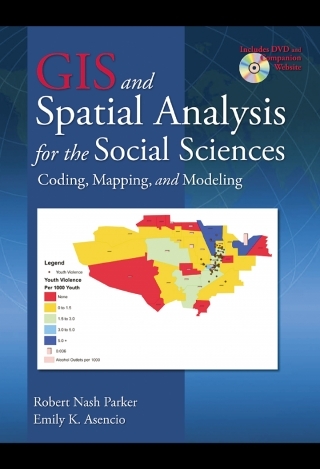 Includes DVD and
Companion
Website
GIS and
Spatial Analysis
for the Social Sciences
Coding, Mapping, and Modeling
Legend
Youth Violence
Youth Violence
Per 1000 Youth
None
0 to 1.5
1.5 to 3.0
3.0 to 5.0
5.0 +
0.008
Alcohol Outlets per 1000
Robert Nash Parker
Emily K. Asencio